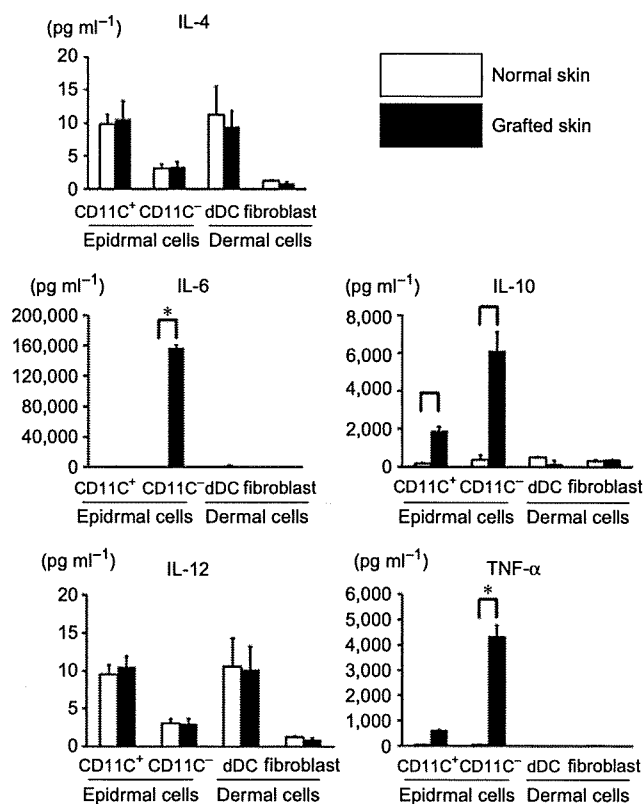 (pg ml⁻¹) IL-4
20
15
10
5
0
CD11C⁺ CD11C⁻ dDC fibroblast
Epidrmal cells Dermal cells
Normal skin
Grafted skin
(pg ml⁻¹) IL-6
200,000
160,000
120,000
80,000
40,000
0
*
CD11C⁺ CD11C⁻ dDC fibroblast
Epidrmal cells Dermal cells
(pg ml⁻¹) IL-10
8,000
6,000
4,000
2,000
0
CD11C⁺ CD11C⁻ dDC fibroblast
Epidrmal cells Dermal cells
(pg ml⁻¹) IL-12
20
15
10
5
0
CD11C⁺ CD11C⁻ dDC fibroblast
Epidrmal cells Dermal cells
(pg ml⁻¹) TNF-α
6,000
5,000
4,000
3,000
2,000
1,000
0
*
CD11C⁺ CD11C⁻ dDC fibroblast
Epidrmal cells Dermal cells